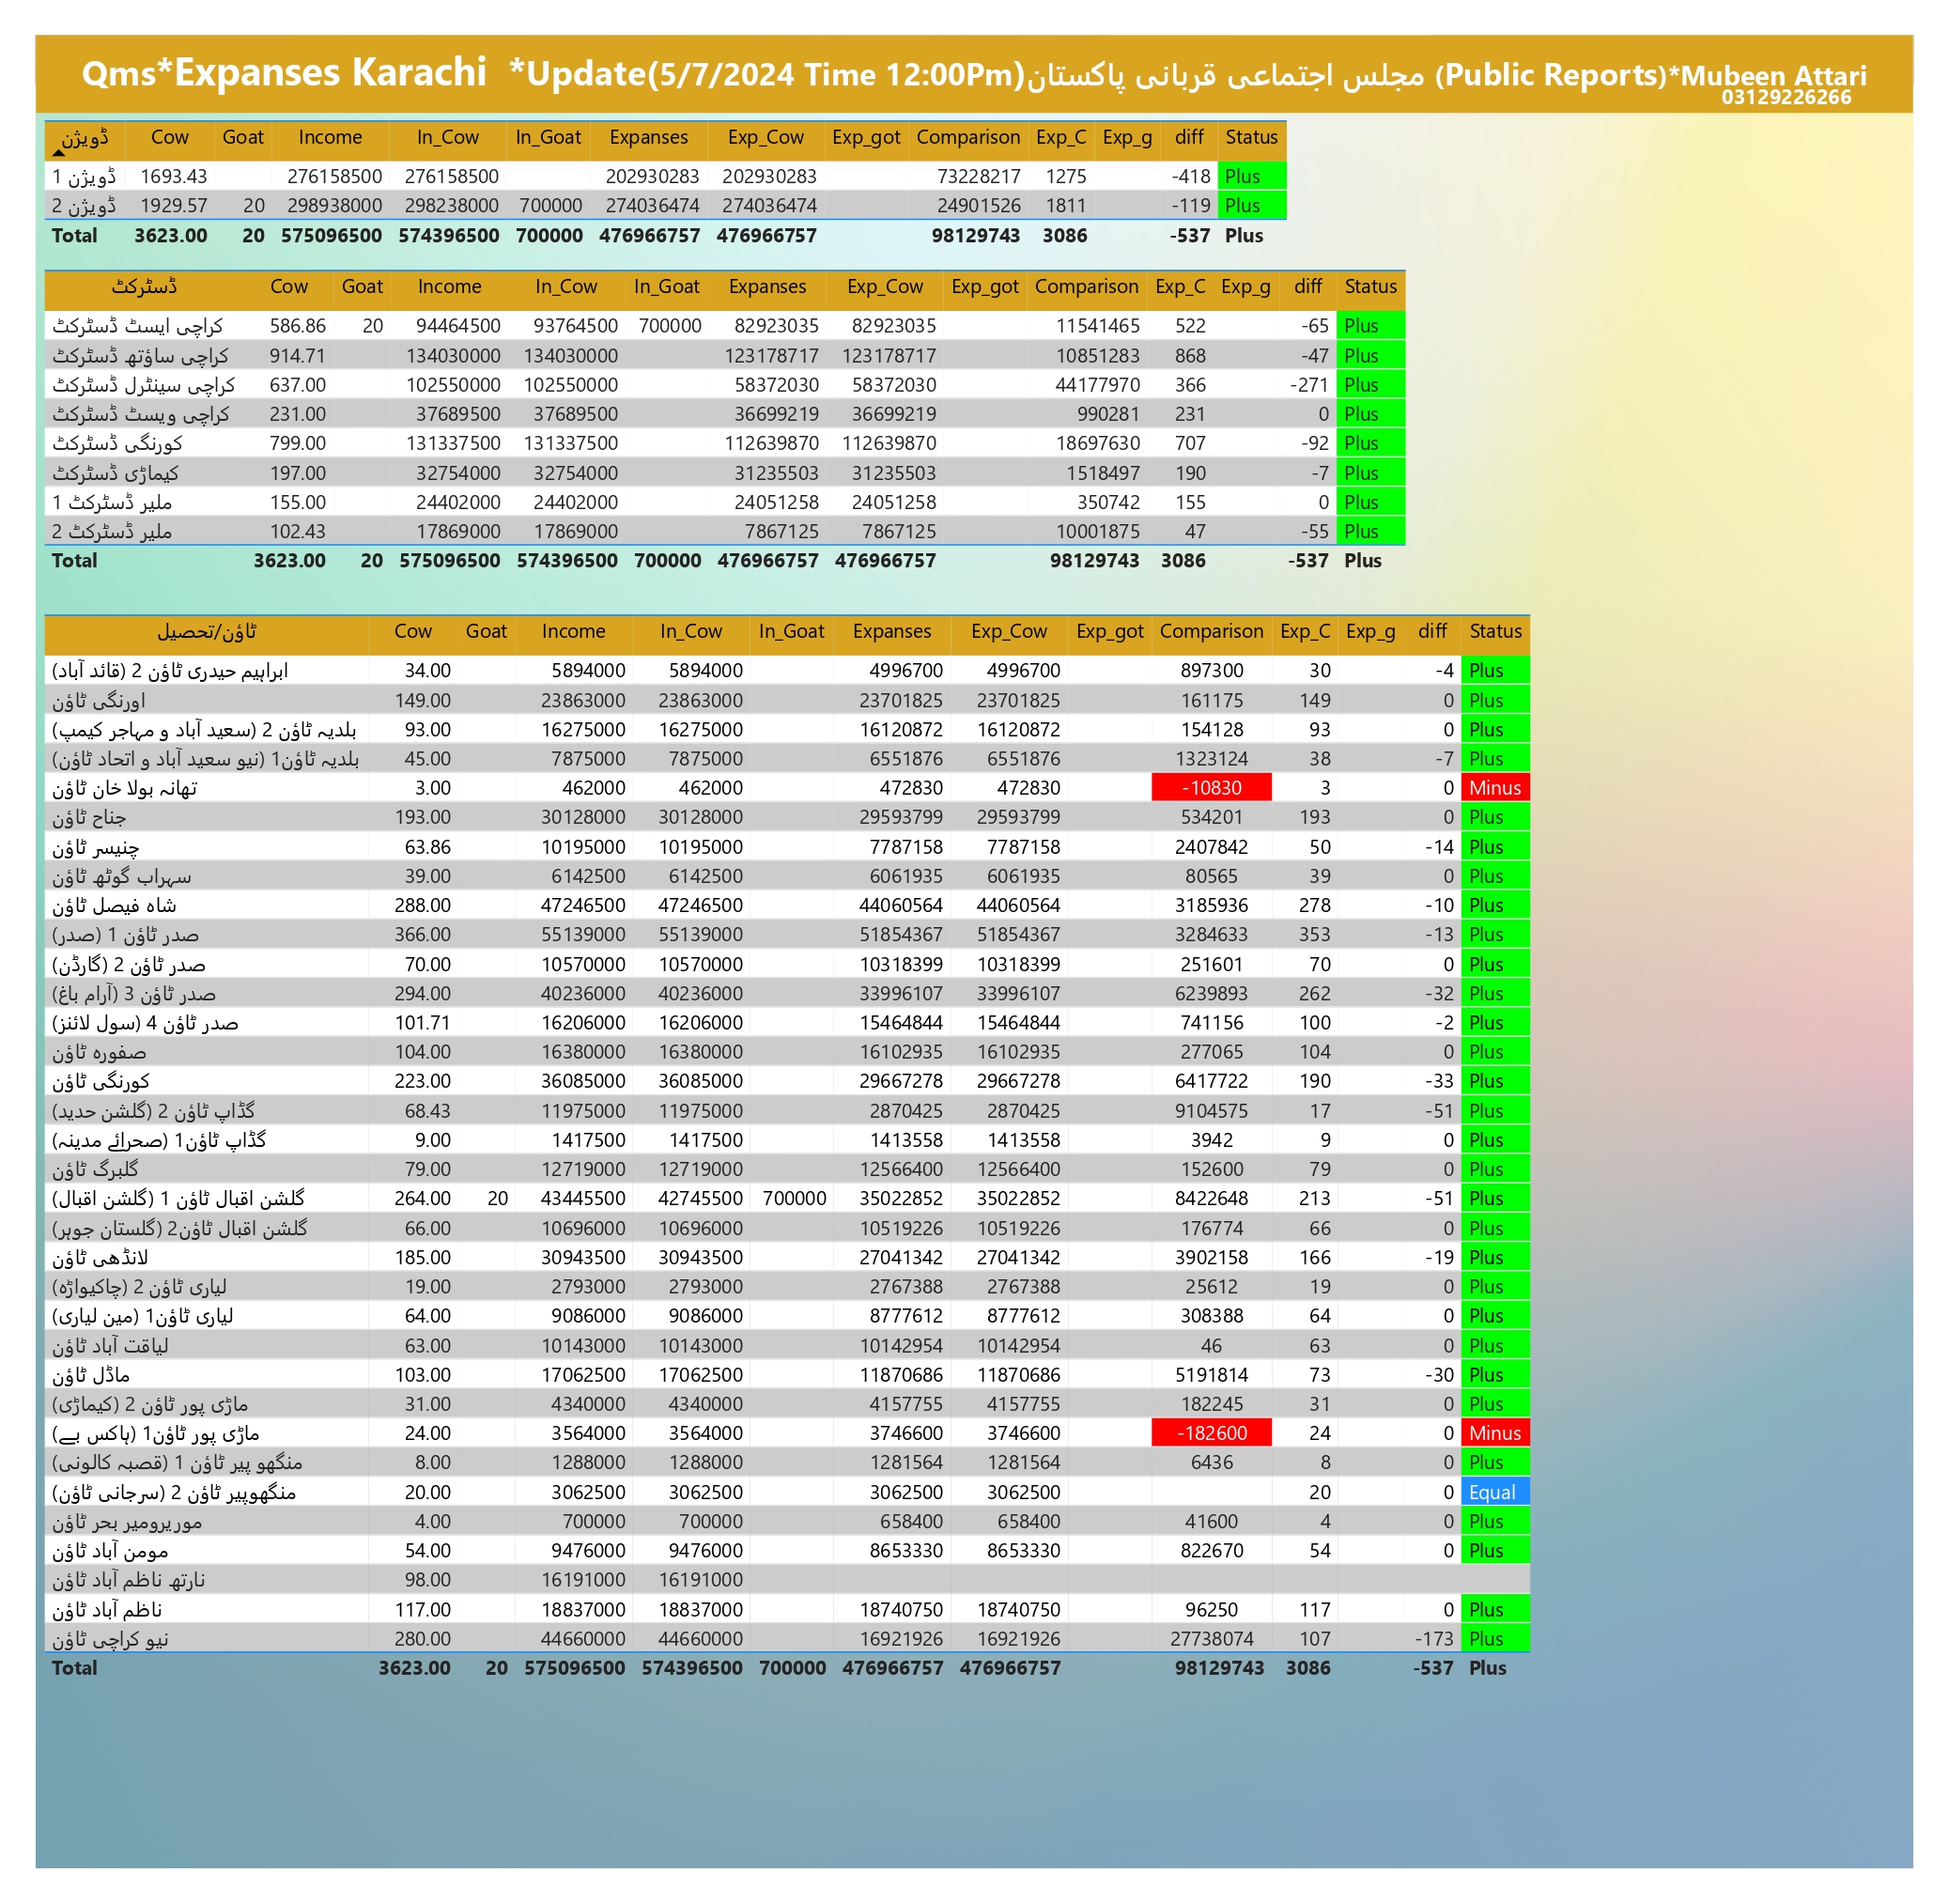 Qms*Expanses Karachi *Update(5/7/2024 Time 12:00Pm)مجلس اجتماعی قربانی پاکستان (Public Reports)*Mubeen Attari
03129226266
ڈویژن Cow Goat Income In_Cow In_Goat Expanses Exp_Cow Exp_got Comparison Exp_C Exp_g diff Status
ڈویژن 1 1693.43 276158500 276158500 202930283 202930283 73228217 1275 -418 Plus
ڈویژن 2 1929.57 20 298938000 298238000 700000 274036474 274036474 24901526 1811 -119 Plus
Total 3623.00 20 575096500 574396500 700000 476966757 476966757 98129743 3086 -537 Plus
ڈسٹرکٹ Cow Goat Income In_Cow In_Goat Expanses Exp_Cow Exp_got Comparison Exp_C Exp_g diff Status
کراچی ایسٹ ڈسٹرکٹ 586.86 20 94464500 93764500 700000 82923035 82923035 11541465 522 -65 Plus
کراچی ساؤتھ ڈسٹرکٹ 914.71 134030000 134030000 123178717 123178717 10851283 868 -47 Plus
کراچی سینٹرل ڈسٹرکٹ 637.00 102550000 102550000 58372030 58372030 44177970 366 -271 Plus
کراچی ویسٹ ڈسٹرکٹ 231.00 37689500 37689500 36699219 36699219 990281 231 0 Plus
کورنگی ڈسٹرکٹ 799.00 131337500 131337500 112639870 112639870 18697630 707 -92 Plus
کیماڑی ڈسٹرکٹ 197.00 32754000 32754000 31235503 31235503 1518497 190 -7 Plus
ملیر ڈسٹرکٹ 1 155.00 24402000 24402000 24051258 24051258 350742 155 0 Plus
ملیر ڈسٹرکٹ 2 102.43 17869000 17869000 7867125 7867125 10001875 47 -55 Plus
Total 3623.00 20 575096500 574396500 700000 476966757 476966757 98129743 3086 -537 Plus
ٹاؤن/تحصیل Cow Goat Income In_Cow In_Goat Expanses Exp_Cow Exp_got Comparison Exp_C Exp_g diff Status
ابراہیم حیدری ٹاؤن 2 (قائد آباد) 34.00 5894000 5894000 4996700 4996700 897300 30 -4 Plus
اورنگی ٹاؤن 149.00 23863000 23863000 23701825 23701825 161175 149 0 Plus
بلدیہ ٹاؤن 2 (سعید آباد و مہاجر کیمپ) 93.00 16275000 16275000 16120872 16120872 154128 93 0 Plus
بلدیہ ٹاؤن1 (نیو سعید آباد و اتحاد ٹاؤن) 45.00 7875000 7875000 6551876 6551876 1323124 38 -7 Plus
تھانہ بولا خان ٹاؤن 3.00 462000 462000 472830 472830 -10830 3 0 Minus
جناح ٹاؤن 193.00 30128000 30128000 29593799 29593799 534201 193 0 Plus
چنیسر ٹاؤن 63.86 10195000 10195000 7787158 7787158 2407842 50 -14 Plus
سہراب گوٹھ ٹاؤن 39.00 6142500 6142500 6061935 6061935 80565 39 0 Plus
شاہ فیصل ٹاؤن 288.00 47246500 47246500 44060564 44060564 3185936 278 -10 Plus
صدر ٹاؤن 1 (صدر) 366.00 55139000 55139000 51854367 51854367 3284633 353 -13 Plus
صدر ٹاؤن 2 (گارڈن) 70.00 10570000 10570000 10318399 10318399 251601 70 0 Plus
صدر ٹاؤن 3 (آرام باغ) 294.00 40236000 40236000 33996107 33996107 6239893 262 -32 Plus
صدر ٹاؤن 4 (سول لائنز) 101.71 16206000 16206000 15464844 15464844 741156 100 -2 Plus
صفورہ ٹاؤن 104.00 16380000 16380000 16102935 16102935 277065 104 0 Plus
کورنگی ٹاؤن 223.00 36085000 36085000 29667278 29667278 6417722 190 -33 Plus
گڈاپ ٹاؤن 2 (گلشن حدید) 68.43 11975000 11975000 2870425 2870425 9104575 17 -51 Plus
گڈاپ ٹاؤن1 (صحرائے مدینہ) 9.00 1417500 1417500 1413558 1413558 3942 9 0 Plus
گلبرگ ٹاؤن 79.00 12719000 12719000 12566400 12566400 152600 79 0 Plus
گلشن اقبال ٹاؤن 1 (گلشن اقبال) 264.00 20 43445500 42745500 700000 35022852 35022852 8422648 213 -51 Plus
گلشن اقبال ٹاؤن2 (گلستان جوہر) 66.00 10696000 10696000 10519226 10519226 176774 66 0 Plus
لانڈھی ٹاؤن 185.00 30943500 30943500 27041342 27041342 3902158 166 -19 Plus
لیاری ٹاؤن 2 (چاکیواڑہ) 19.00 2793000 2793000 2767388 2767388 25612 19 0 Plus
لیاری ٹاؤن1 (مین لیاری) 64.00 9086000 9086000 8777612 8777612 308388 64 0 Plus
لیاقت آباد ٹاؤن 63.00 10143000 10143000 10142954 10142954 46 63 0 Plus
ماڈل ٹاؤن 103.00 17062500 17062500 11870686 11870686 5191814 73 -30 Plus
ماڑی پور ٹاؤن 2 (کیماڑی) 31.00 4340000 4340000 4157755 4157755 182245 31 0 Plus
ماڑی پور ٹاؤن1 (ہاکس بے) 24.00 3564000 3564000 3746600 3746600 -182600 24 0 Minus
منگھو پیر ٹاؤن 1 (قصبہ کالونی) 8.00 1288000 1288000 1281564 1281564 6436 8 0 Plus
منگھوپیر ٹاؤن 2 (سرجانی ٹاؤن) 20.00 3062500 3062500 3062500 3062500 20 0 Equal
موریرومیر بحر ٹاؤن 4.00 700000 700000 658400 658400 41600 4 0 Plus
مومن آباد ٹاؤن 54.00 9476000 9476000 8653330 8653330 822670 54 0 Plus
نارتھ ناظم آباد ٹاؤن 98.00 16191000 16191000
ناظم آباد ٹاؤن 117.00 18837000 18837000 18740750 18740750 96250 117 0 Plus
نیو کراچی ٹاؤن 280.00 44660000 44660000 16921926 16921926 27738074 107 -173 Plus
Total 3623.00 20 575096500 574396500 700000 476966757 476966757 98129743 3086 -537 Plus